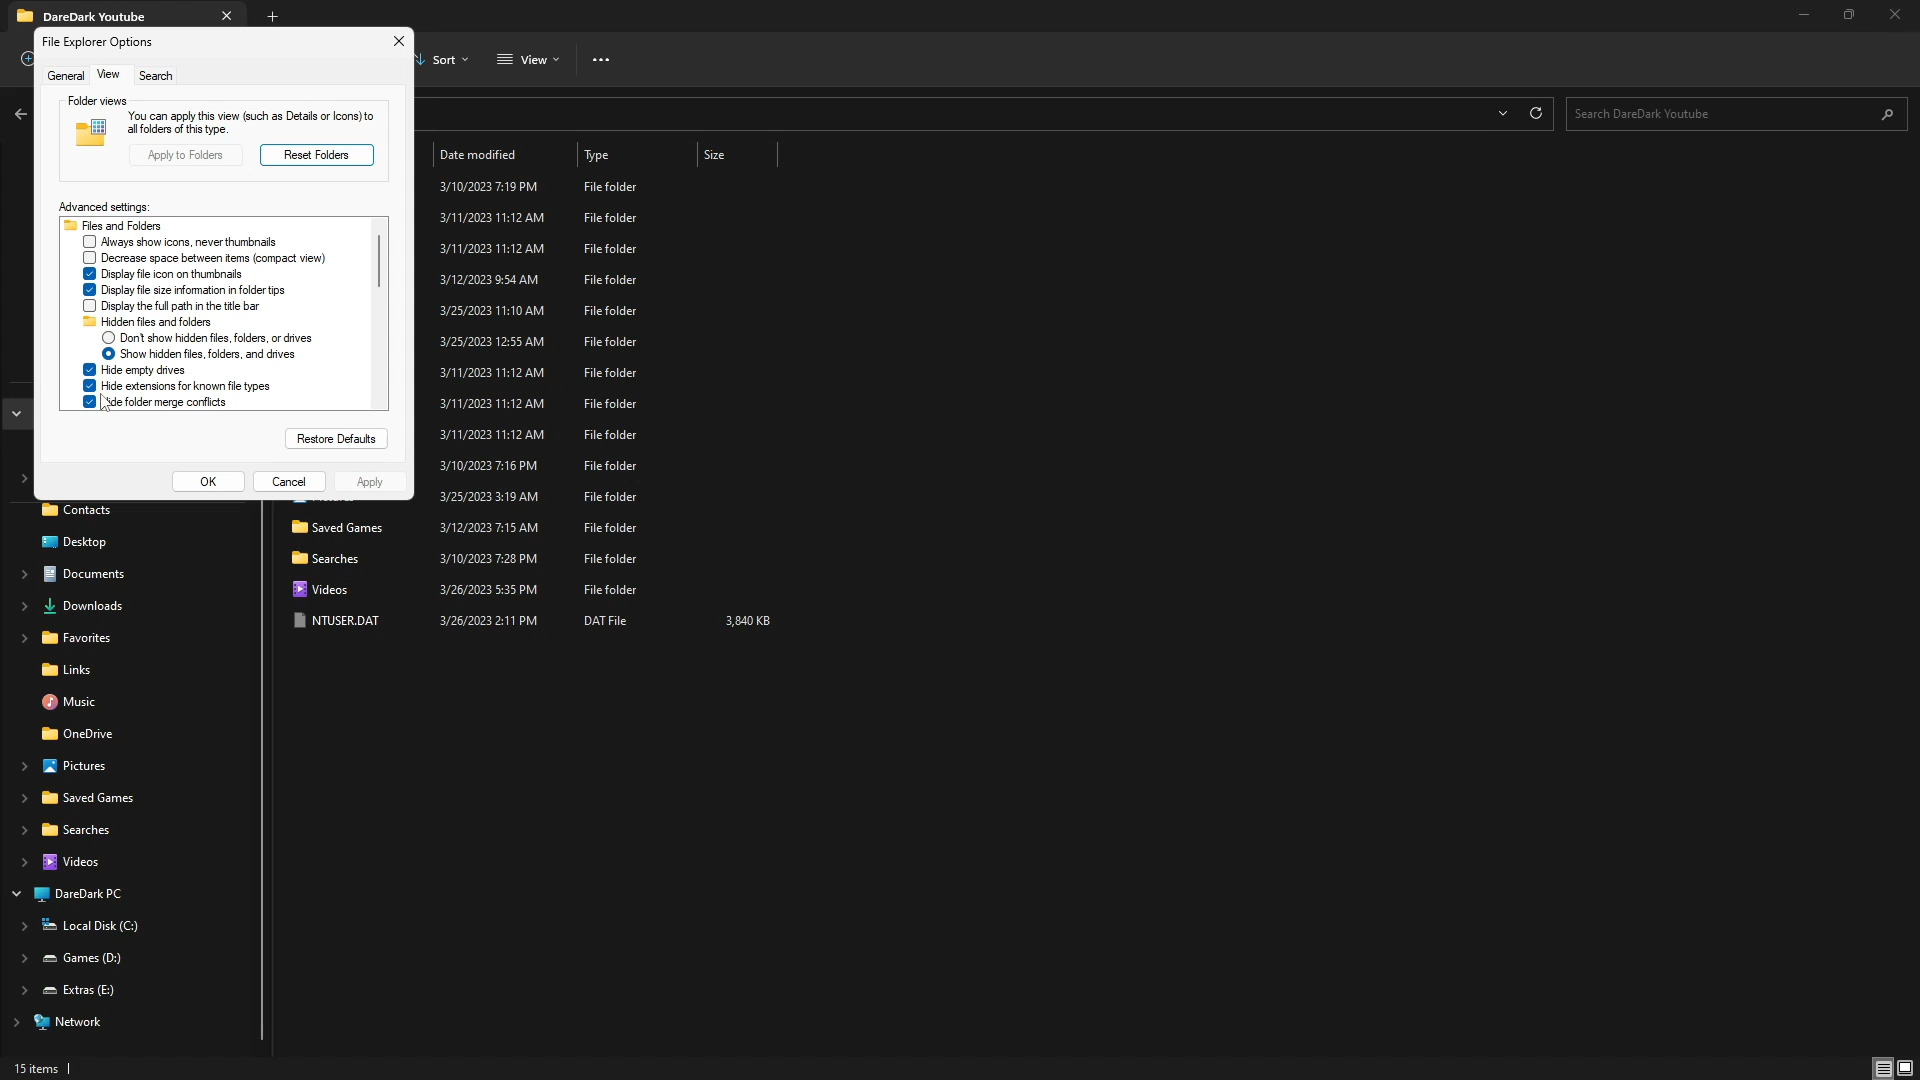 DareDark Youtube
File Explorer Options
Sort
View
General
View
Search
Folder views
You can apply this view (such as Details or Icons) to
all folders of this type.
Apply to Folders
Reset Folders
Search DareDark Youtube
Date modified
Type
Size
3/10/2023 7:19 PM
File folder
3/11/2023 11:12 AM
File folder
3/11/2023 11:12 AM
File folder
3/12/2023 9:54 AM
File folder
3/25/2023 11:10 AM
File folder
3/25/2023 12:55 AM
File folder
3/11/2023 11:12 AM
File folder
3/11/2023 11:12 AM
File folder
3/11/2023 11:12 AM
File folder
3/10/2023 7:16 PM
File folder
3/25/2023 3:19 AM
File folder
Saved Games
3/12/2023 7:15 AM
File folder
Searches
3/10/2023 7:28 PM
File folder
Videos
3/26/2023 5:35 PM
File folder
NTUSER.DAT
3/26/2023 2:11 PM
DAT File
3,840 KB
Advanced settings:
Files and Folders
Always show icons, never thumbnails
Decrease space between items (compact view)
Display file icon on thumbnails
Display file size information in folder tips
Display the full path in the title bar
Hidden files and folders
Don't show hidden files, folders, or drives
Show hidden files, folders, and drives
Hide empty drives
Hide extensions for known file types
folder merge conflicts
Restore Defaults
OK
Cancel
Apply
Contacts
Desktop
Documents
Downloads
Favorites
Links
Music
OneDrive
Pictures
Saved Games
Searches
Videos
DareDark PC
Local Disk (C:)
Games (D:)
Extras (E:)
Network
15 items